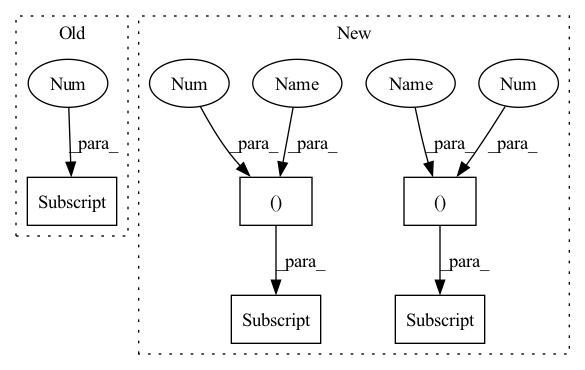 Old
New
Num
Num
Name
Name
Num
_para_
_para_
_para_
_para_
_para_
Subscript
()
()
_para_
_para_
Subscript
Subscript